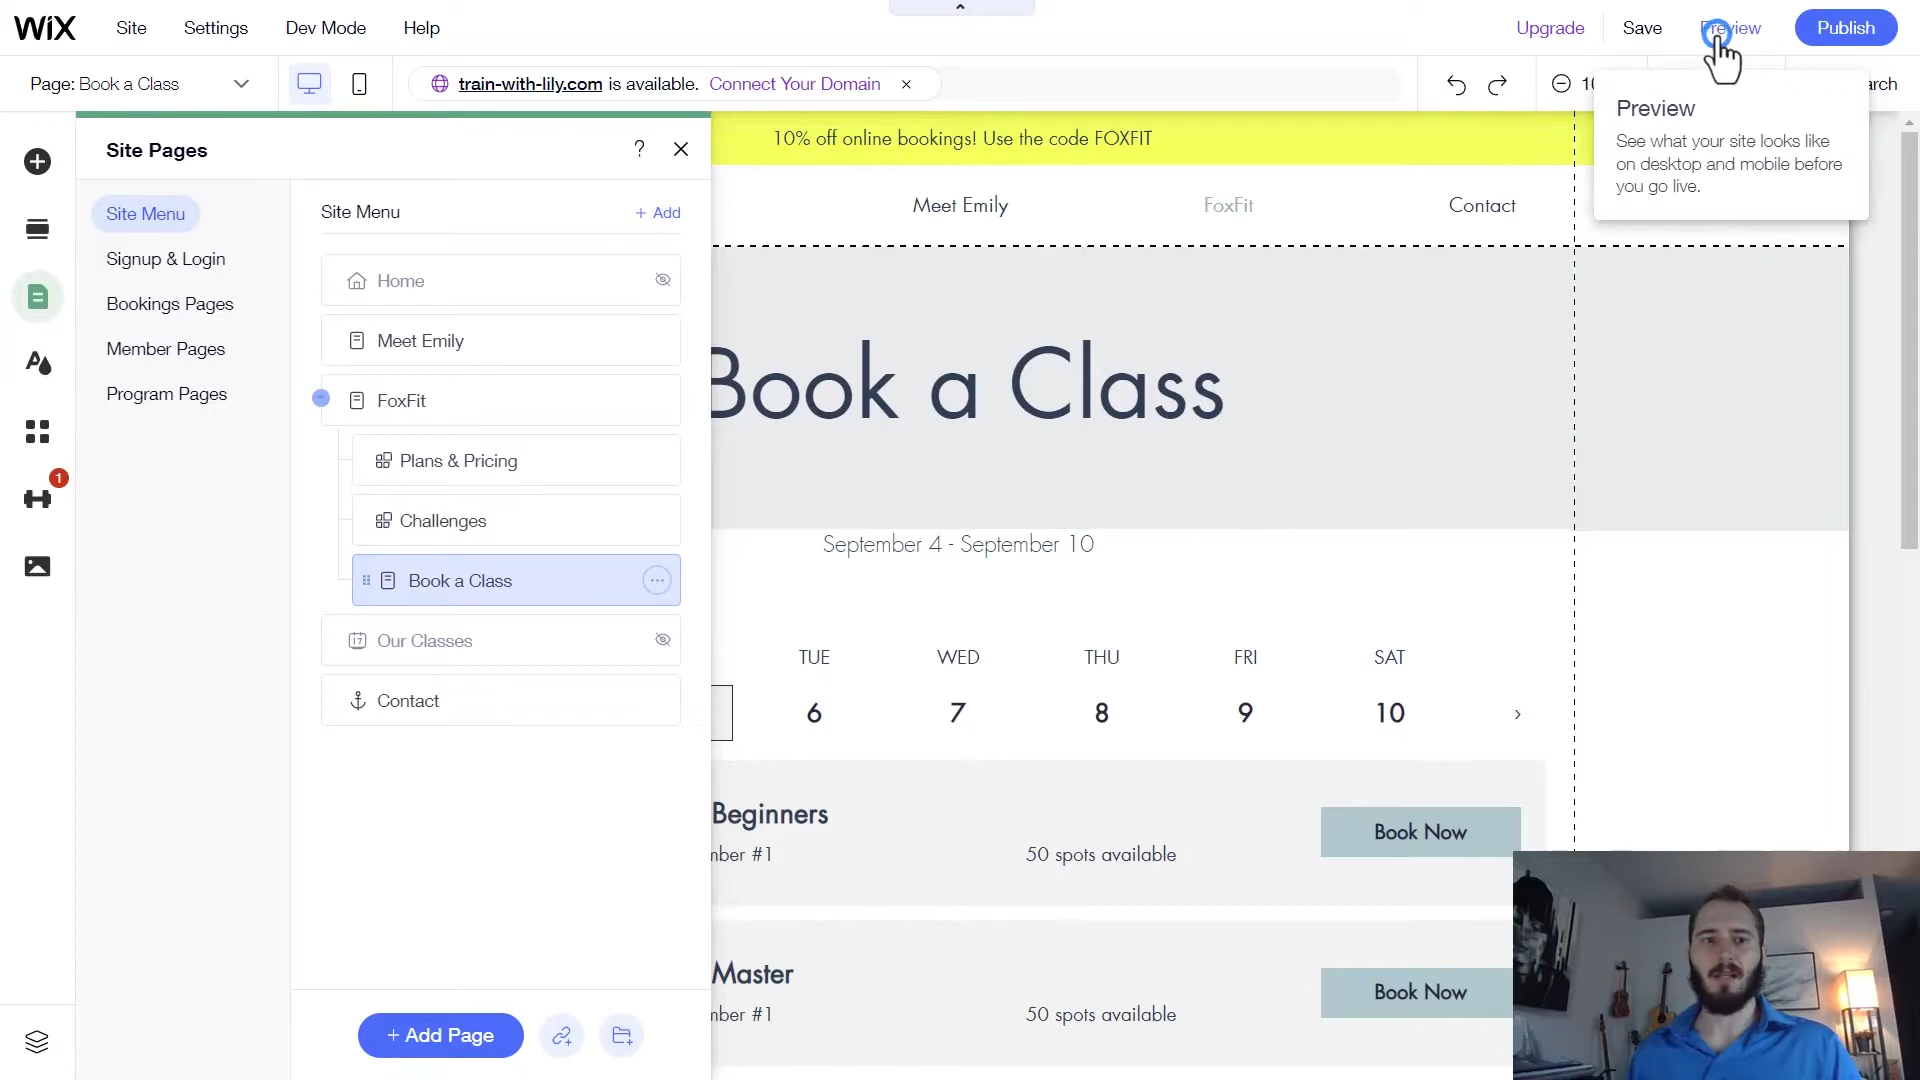 WiX
Site
Settings
Dev Mode
Help
Upgrade
Save
Preview
Publish
Page: Book a Class
train-with-lily.com is available. Connect Your Domain
Preview
See what your site looks like
on desktop and mobile before
you go live.
Site Pages
?
Site Menu
Signup & Login
Bookings Pages
Member Pages
Program Pages
1
Site Menu
+ Add
Home
Meet Emily
FoxFit
Plans & Pricing
Challenges
Book a Class
17
Our Classes
Contact
+ Add Page
10% off online bookings! Use the code FOXFIT
Meet Emily
FoxFit
Contact
Book a Class
September 4 - September 10
TUE
WED
THU
FRI
SAT
6
7
8
9
10
Beginners
#1
50 spots available
Book Now
Master
#1
50 spots available
Book Now